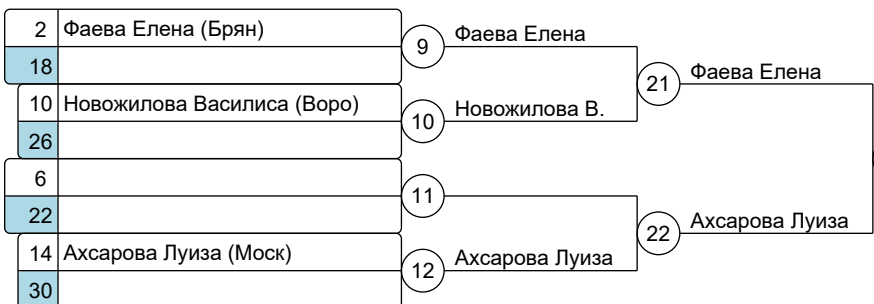 2 Фаева Елена (Брян)
18
9 Фаева Елена
10 Новожилова Василиса (Воро)
26
10 Новожилова В.
21 Фаева Елена
6
22
11
14 Ахсарова Луиза (Моск)
30
12 Ахсарова Луиза
22 Ахсарова Луиза